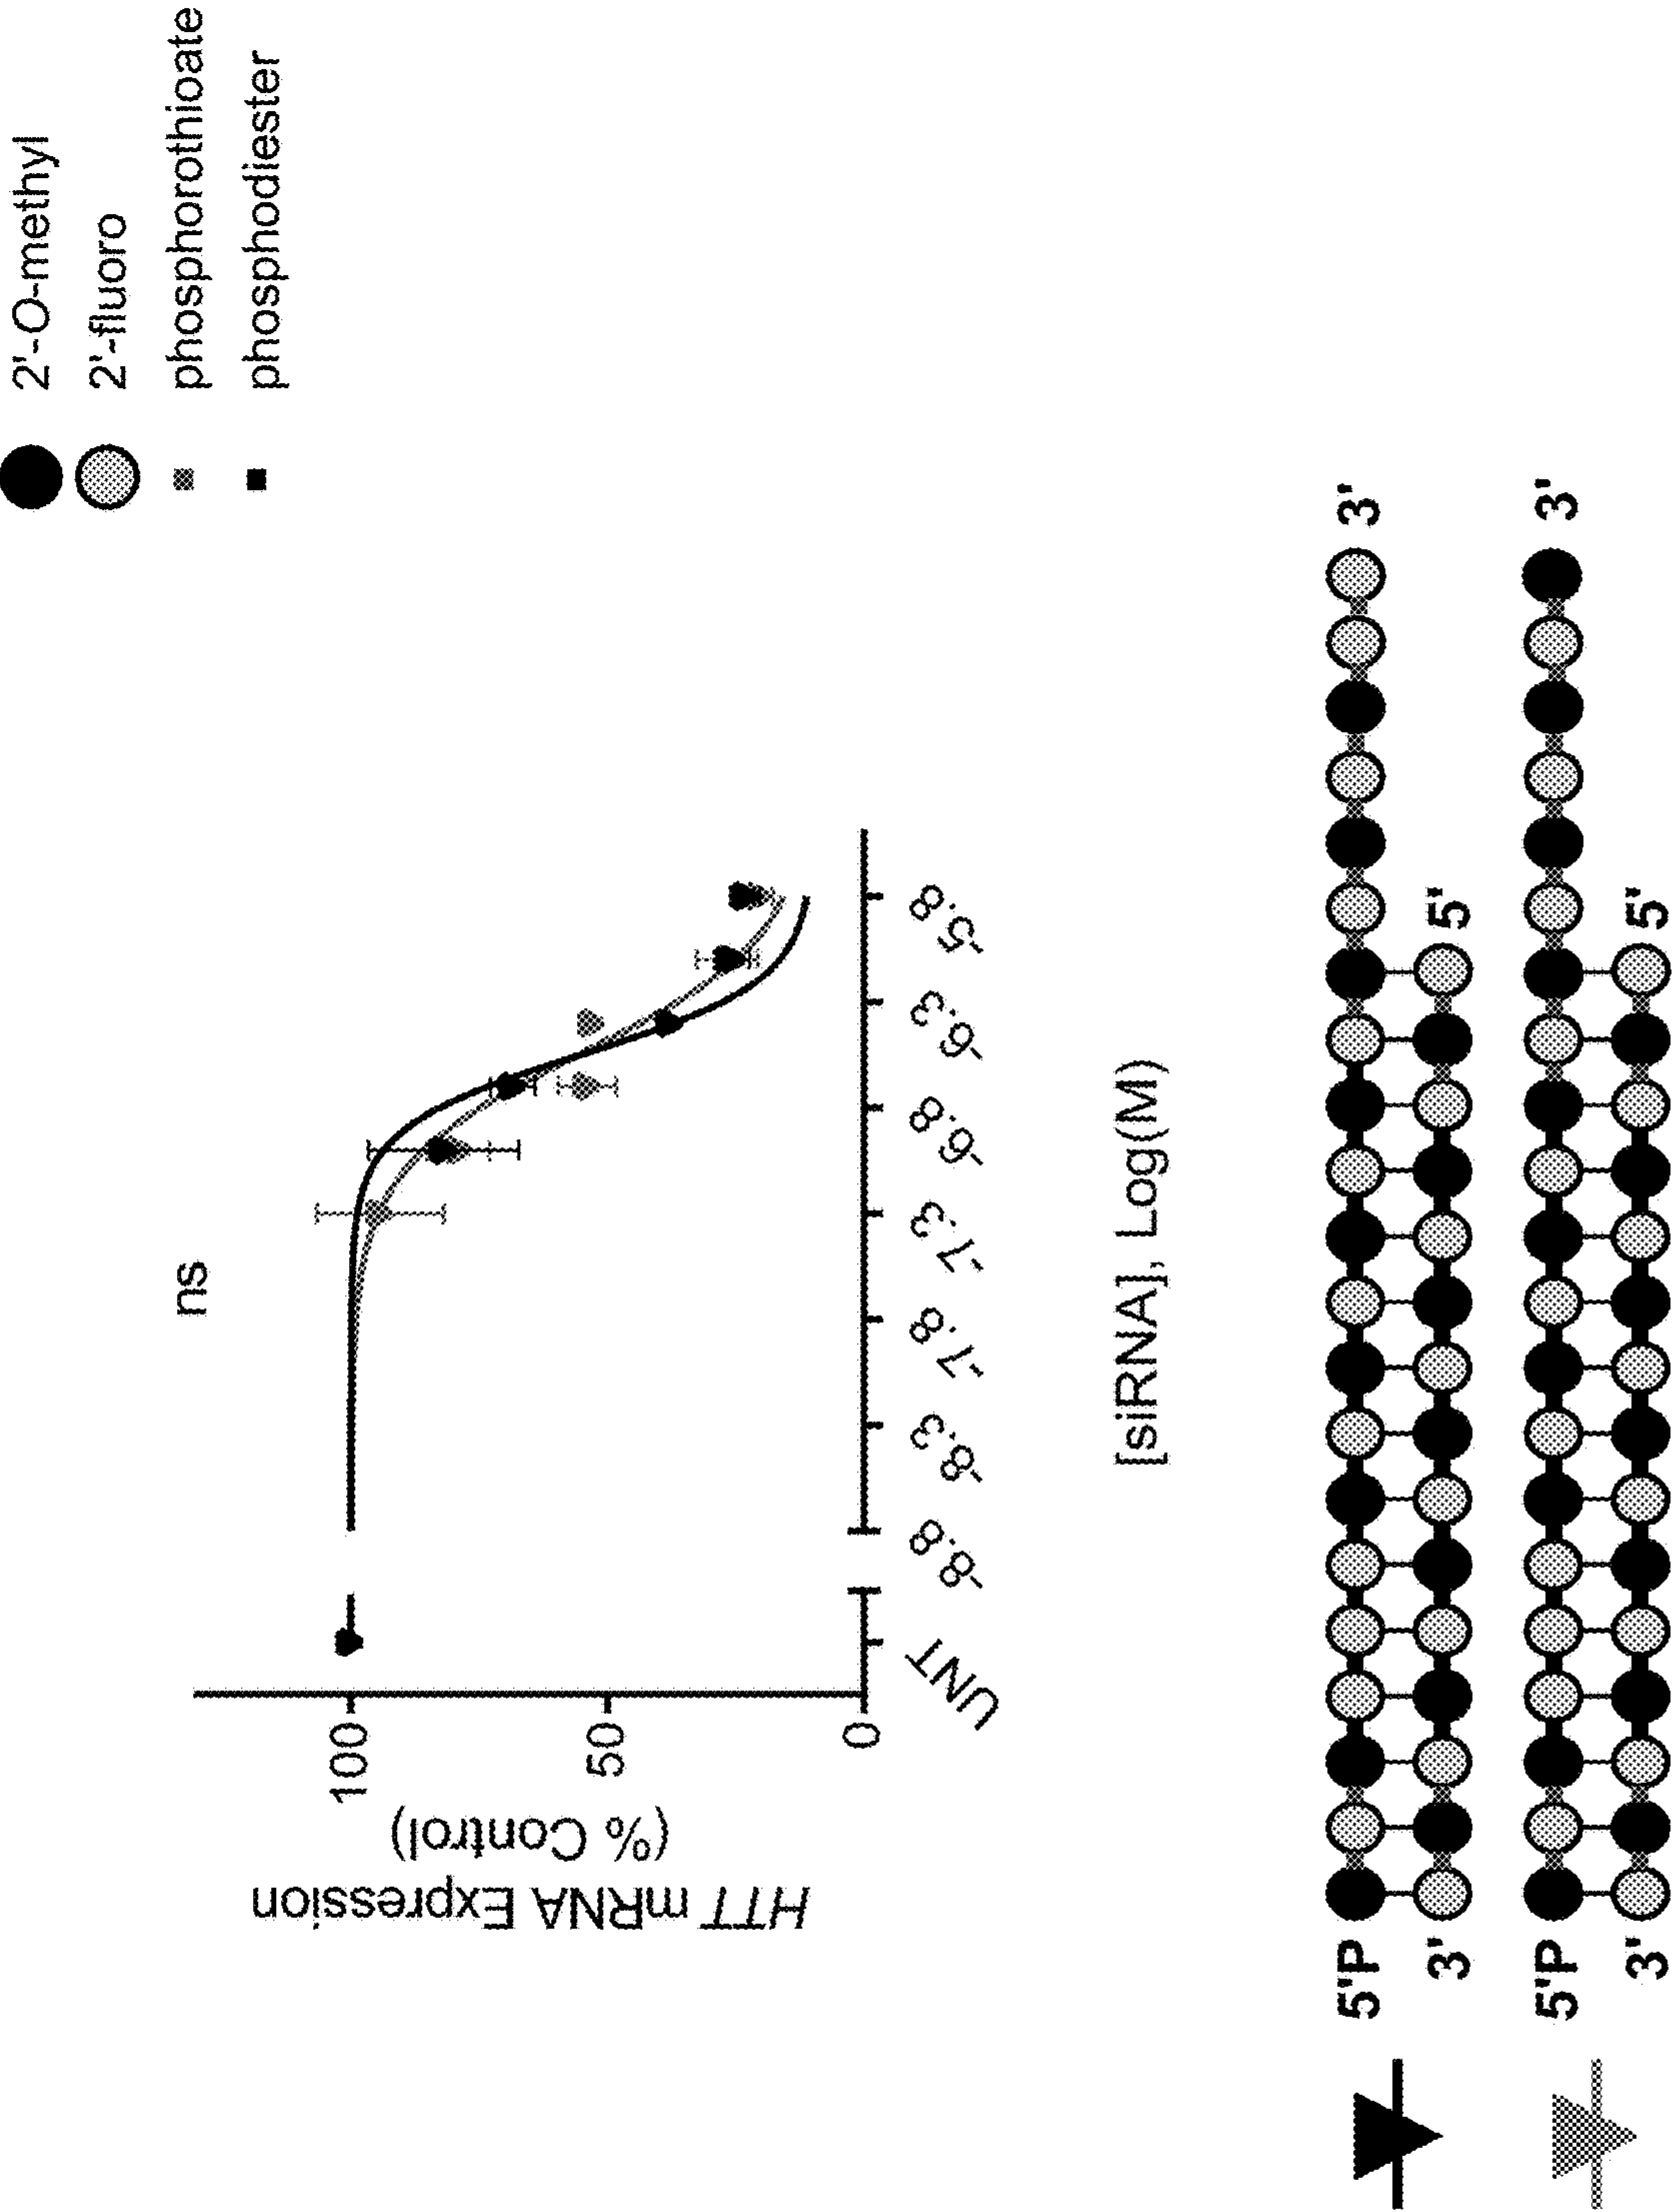 2'-O-methyl
2'-fluoro
phosphorothioate
phosphodiester
ns
HTT mRNA Expression
(% Control)
100
50
0
UNT
-8.8
-8.3
-7.8
-7.3
-6.8
-6.3
-5.8
[siRNA], Log(M)
5'P 3'
3' 5'
5'P 3'
3' 5'